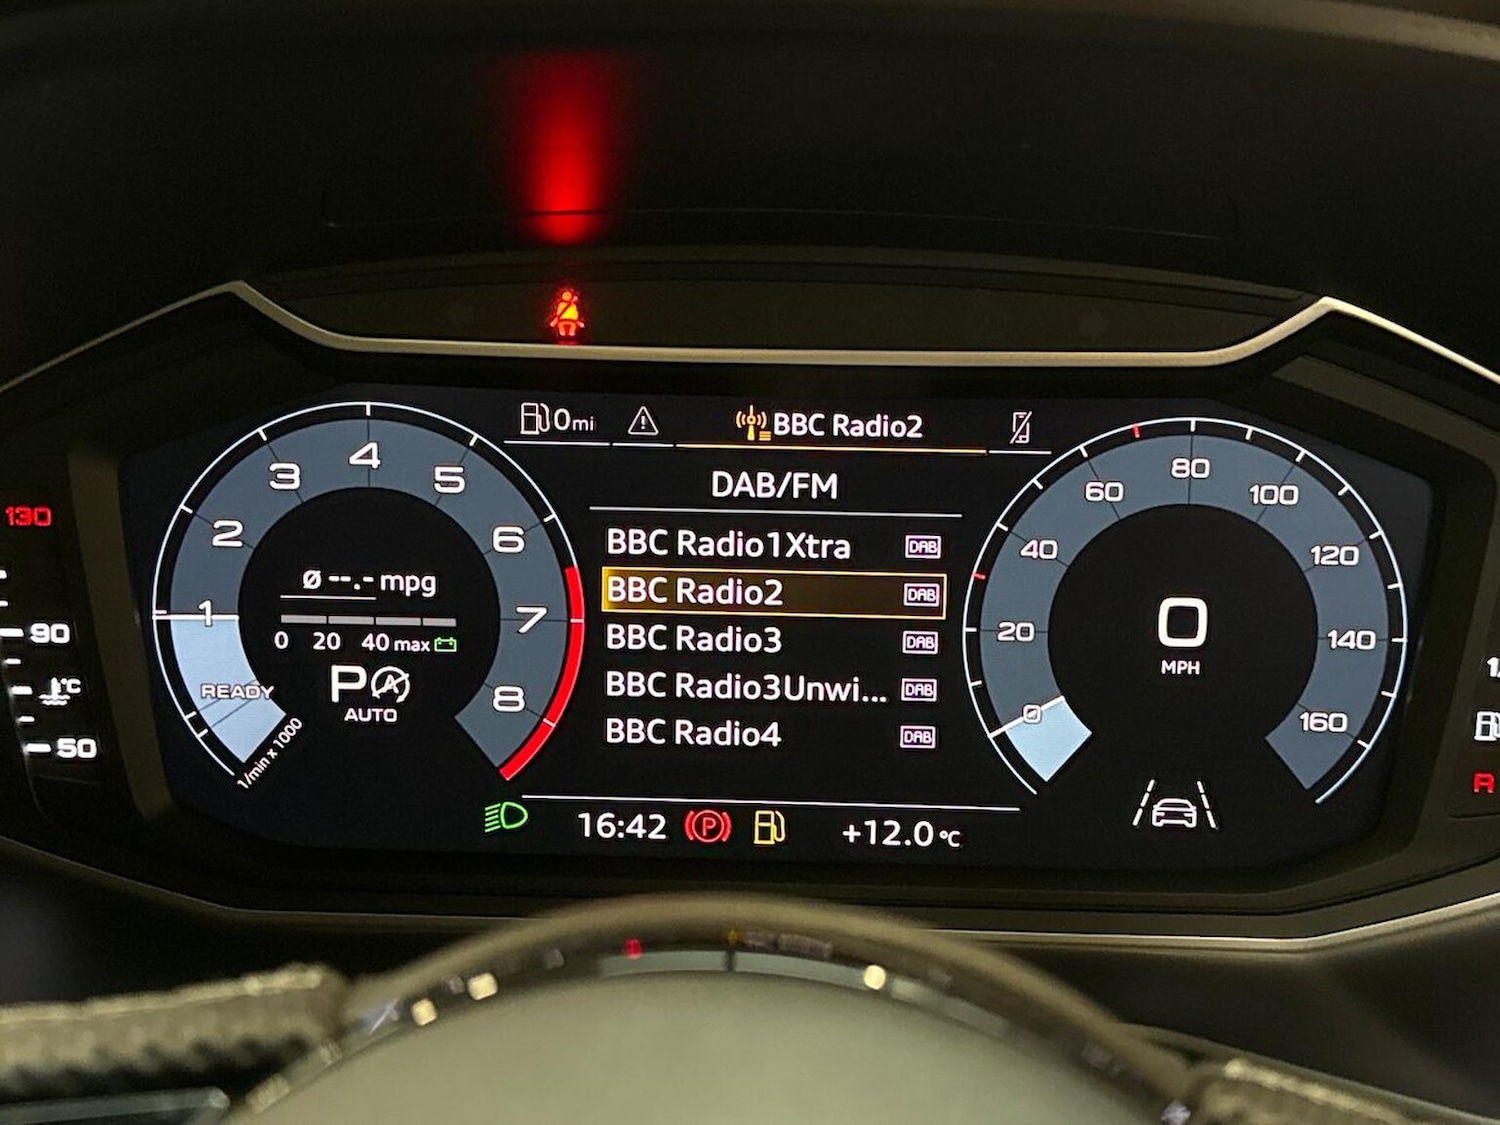 0mi
BBC Radio2
DAB/FM
BBC Radio1Xtra DAB
BBC Radio2 DAB
BBC Radio3 DAB
BBC Radio3Unwi... DAB
BBC Radio4 DAB
16:42 P +12.0 °C
1 2 3 4 5 6 7 8
READY
1/min x 1000
ø --.- mpg
0 20 40 max
P A
AUTO
0 20 40 60 80 100 120 140 160
0
MPH
130
90
°C
50
R